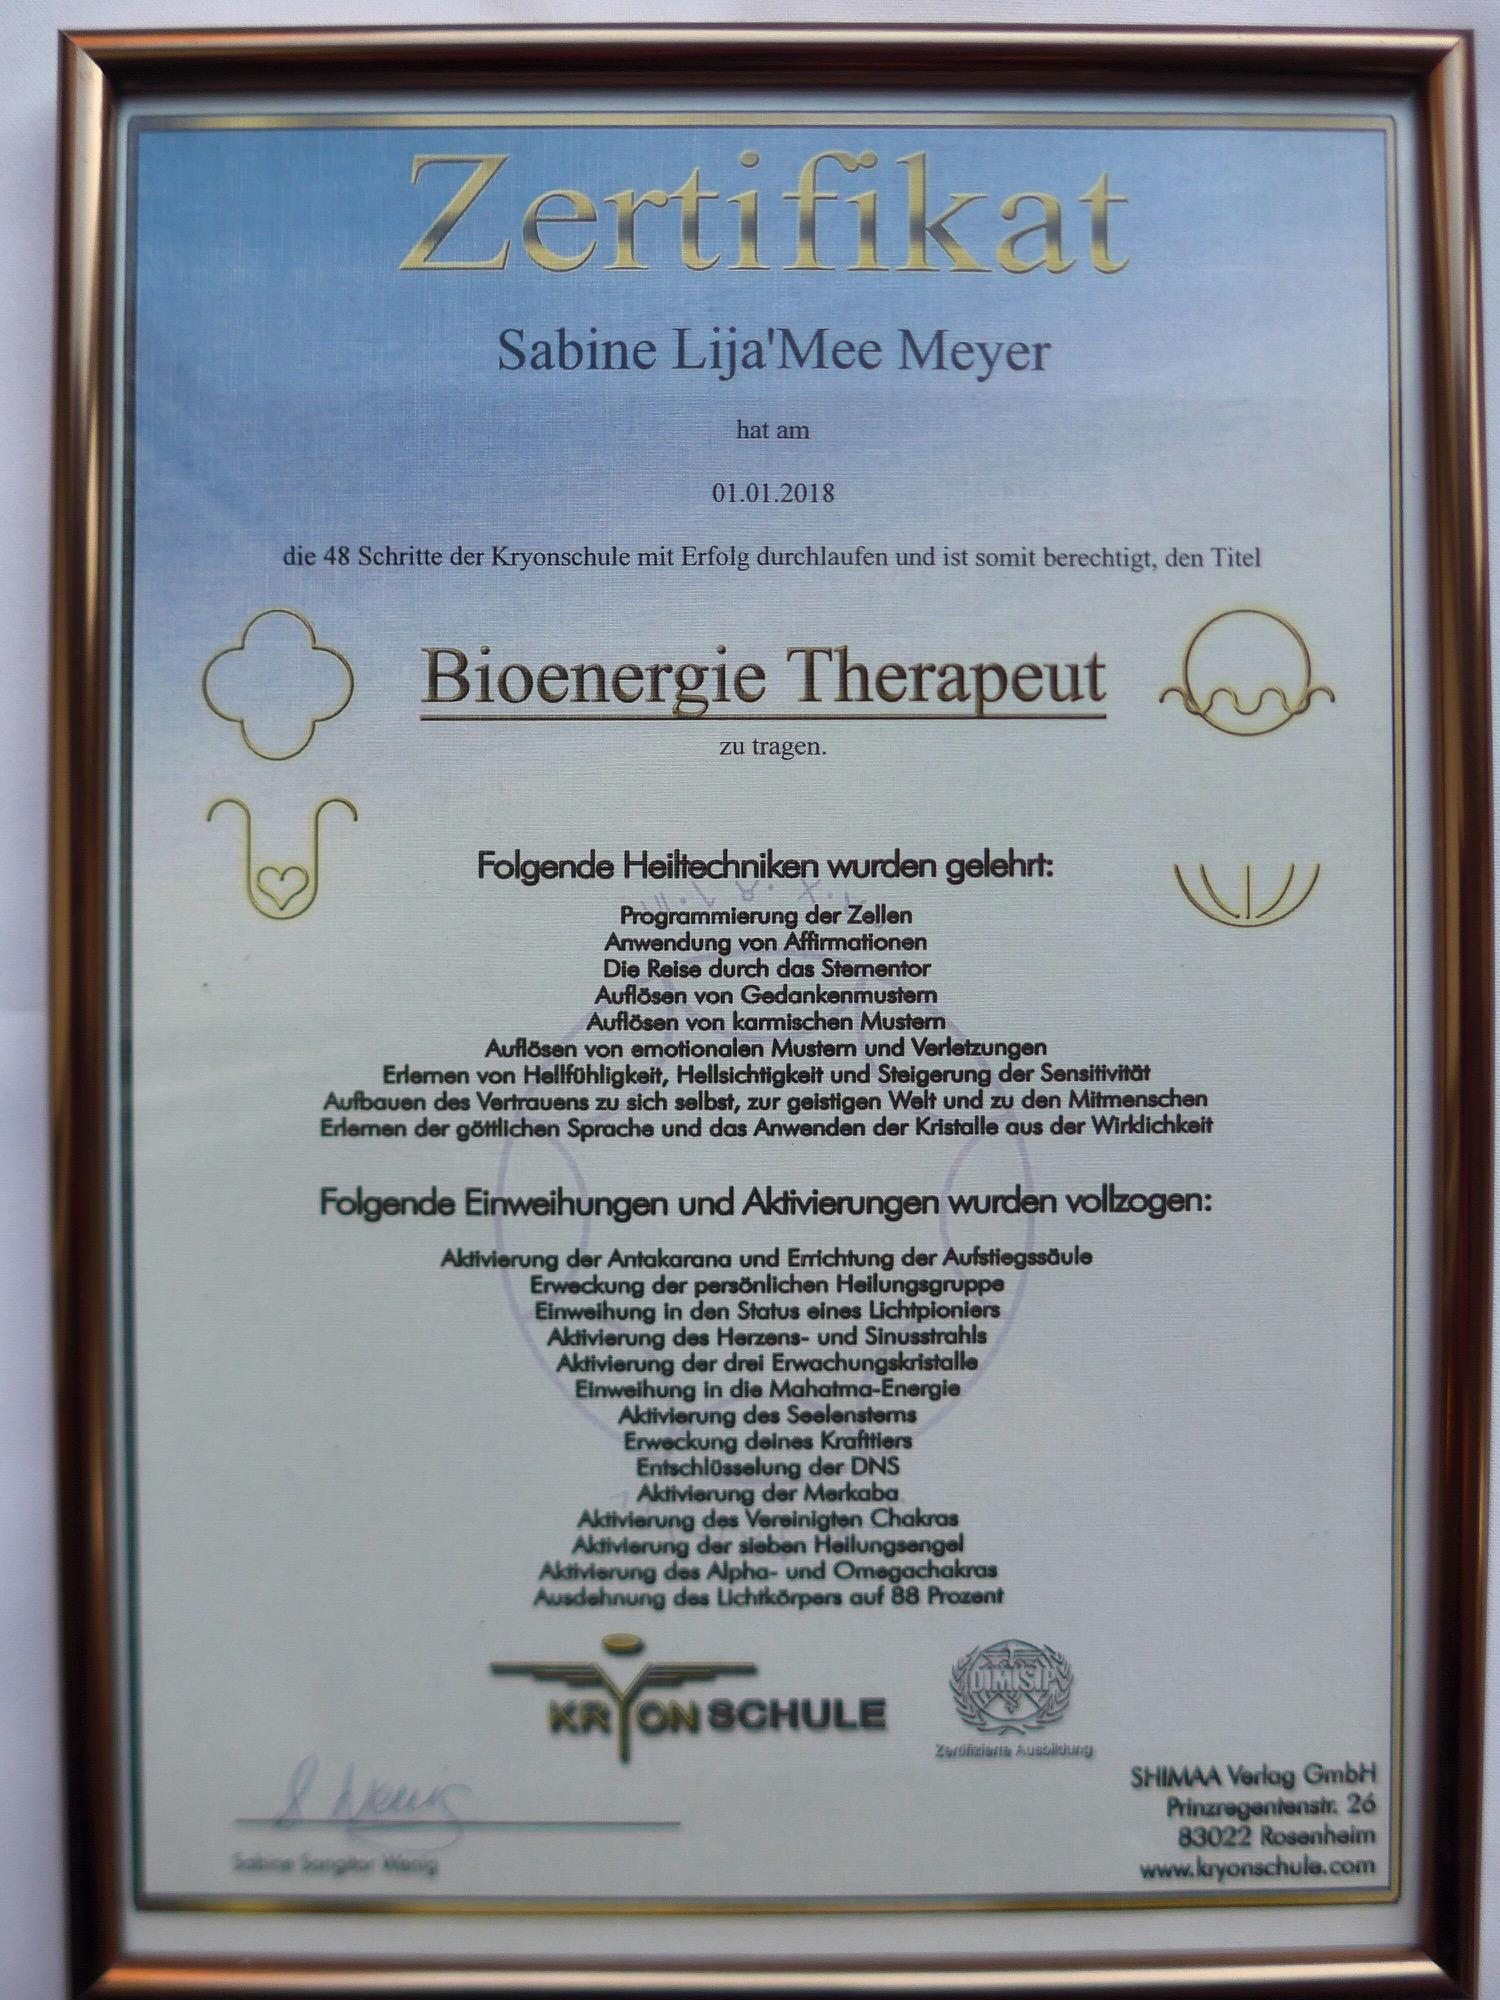 Zertifikat
Sabine Lija'Mee Meyer
hat am
01.01.2018
die 48 Schritte der Kryonschule mit Erfolg durchlaufen und ist somit berechtigt, den Titel
Bioenergie Therapeut
zu tragen.
Folgende Heiltechniken wurden gelehrt:
Programmierung der Zellen
Anwendung von Affirmationen
Die Reise durch das Sternentor
Auflösen von Gedankenmustern
Auflösen von karmischen Mustern
Auflösen von emotionalen Mustern und Verletzungen
Erlernen von Hellfühligkeit, Hellsichtigkeit und Steigerung der Sensitivität
Aufbauen des Vertrauens zu sich selbst, zur geistigen Welt und zu den Mitmenschen
Erlernen der göttlichen Sprache und das Anwenden der Kristalle aus der Wirklichkeit
Folgende Einweihungen und Aktivierungen wurden vollzogen:
Aktivierung der Antakarana und Errichtung der Aufstiegssäule
Erweckung der persönlichen Heilungsgruppe
Einweihung in den Status eines Lichtpioniers
Aktivierung des Herzens- und Sinusstrahls
Aktivierung der drei Erwachungskristalle
Einweihung in die Mahatma-Energie
Aktivierung des Seelensterns
Erweckung deines Krafttiers
Entschlüsselung der DNS
Aktivierung der Merkaba
Aktivierung des Vereinigten Chakras
Aktivierung der sieben Heilungsengel
Aktivierung des Alpha- und Omegachakras
Ausdehnung des Lichtkörpers auf 88 Prozent
KRYONSCHULE
DMSP
Zertifizierte Ausbildung
S Wenig
Sabine Sangitar Wenig
SHIMAA Verlag GmbH
Prinzregentenstr. 26
83022 Rosenheim
www.kryonschule.com